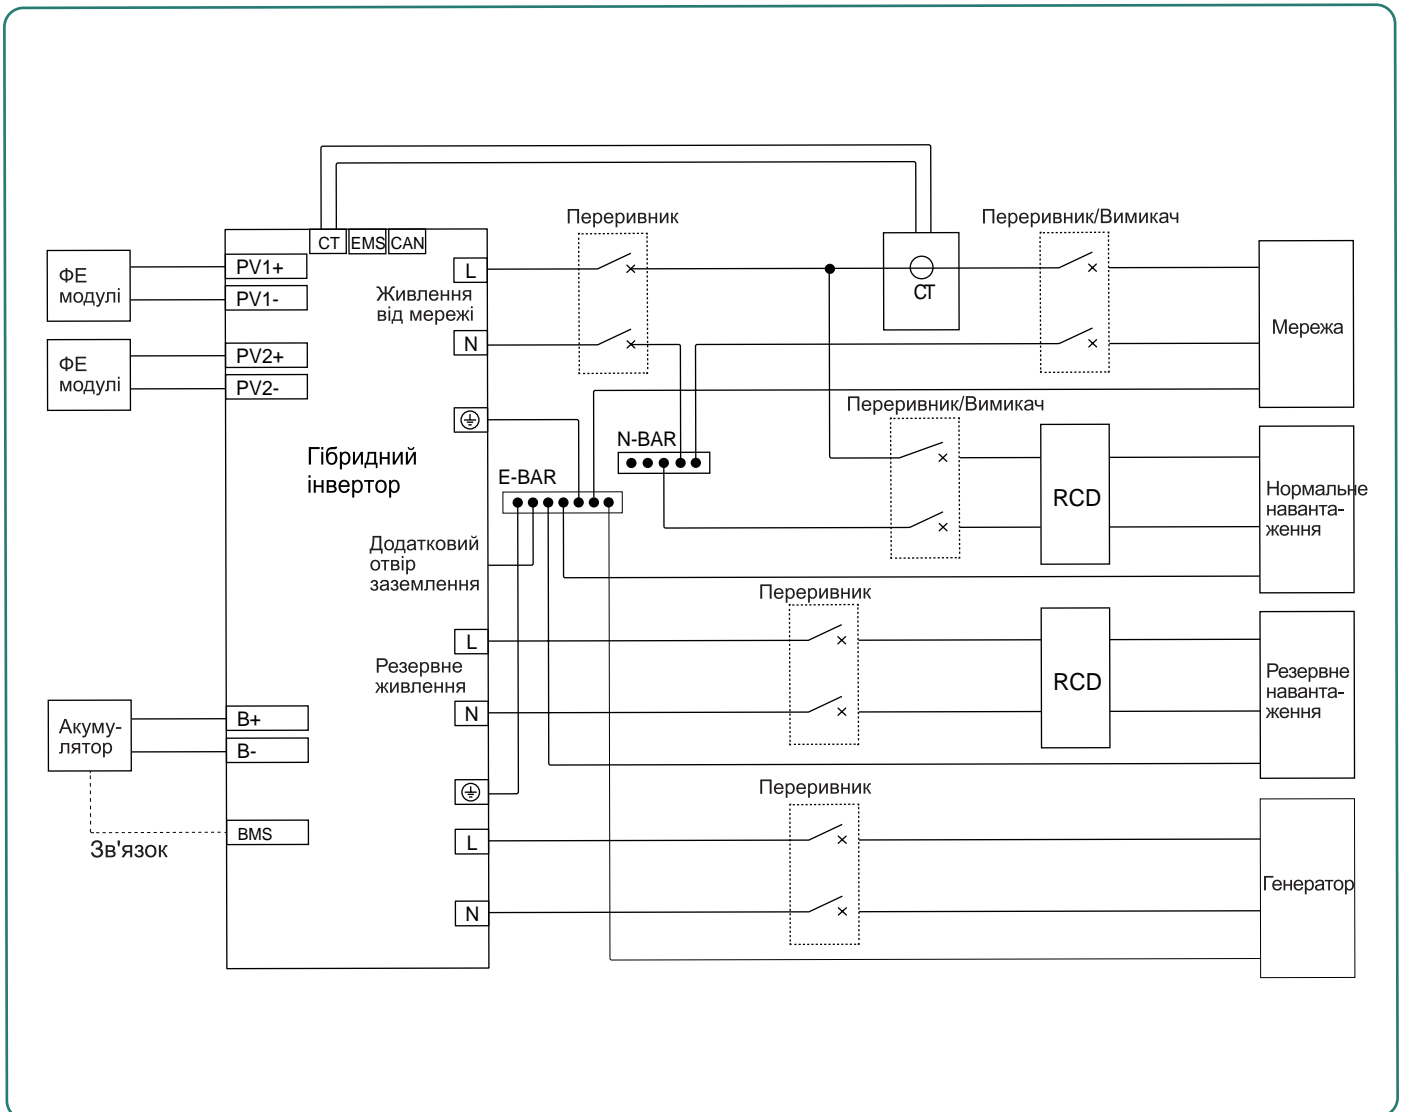 Переривник
Переривник/Вимикач
CT
EMS
CAN
ФЕ
модулі
PV1+
PV1-
L
Живлення
від мережі
N
CT
Мережа
ФЕ
модулі
PV2+
PV2-
Переривник/Вимикач
Гібридний
інвертор
N-BAR
E-BAR
RCD
Нормальне
наванта-
ження
Додатковий
отвір
заземлення
Переривник
L
Резервне
живлення
N
RCD
Резервне
наванта-
ження
Акуму-
лятор
B+
B-
Переривник
BMS
Зв'язок
L
N
Генератор